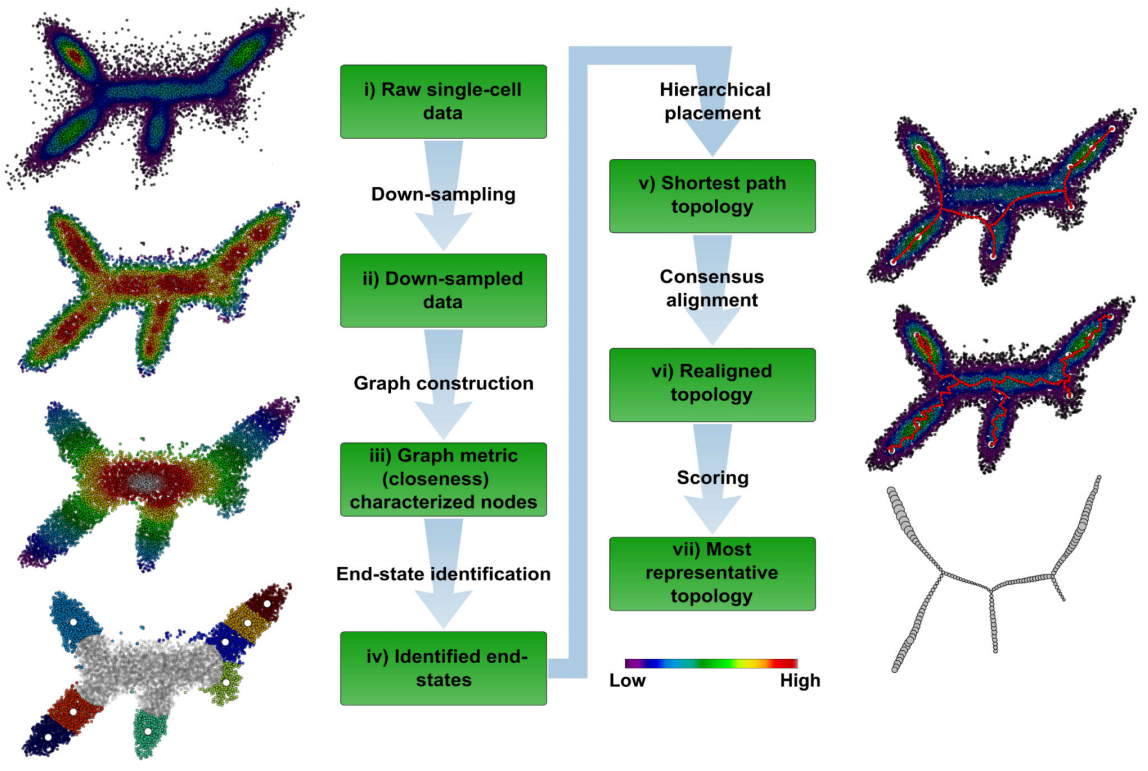 i) Raw single-cell
data
Down-sampling
ii) Down-sampled
data
Graph construction
iii) Graph metric
(closeness)
characterized nodes
End-state identification
iv) Identified end-
states
Hierarchical
placement
v) Shortest path
topology
Consensus
alignment
vi) Realigned
topology
Scoring
vii) Most
representative
topology
Low
High